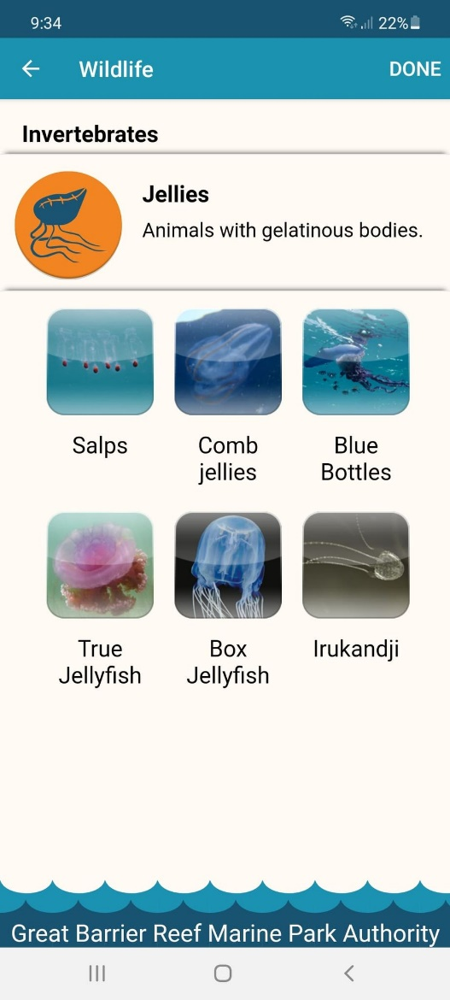 9:34
22%
Wildlife
DONE
Invertebrates
Jellies
Animals with gelatinous bodies.
Salps
Comb
jellies
Blue
Bottles
True
Jellyfish
Box
Jellyfish
Irukandji
Great Barrier Reef Marine Park Authority